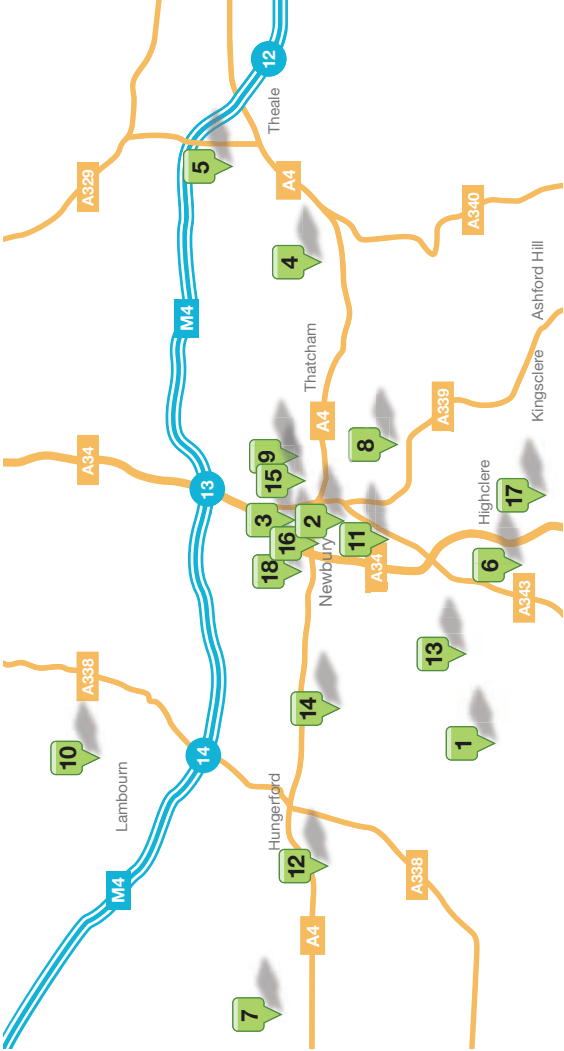 12
Theale
5
A329
A4
4
A340
M4
Ashford Hill
Thatcham
Kingsclere
A4
A339
A34
9
8
15
13
3
2
17
Highclere
16
11
18
Newbury
A34
6
A343
13
A338
14
10
1
14
Lambourn
Hungerford
12
M4
A338
A4
7